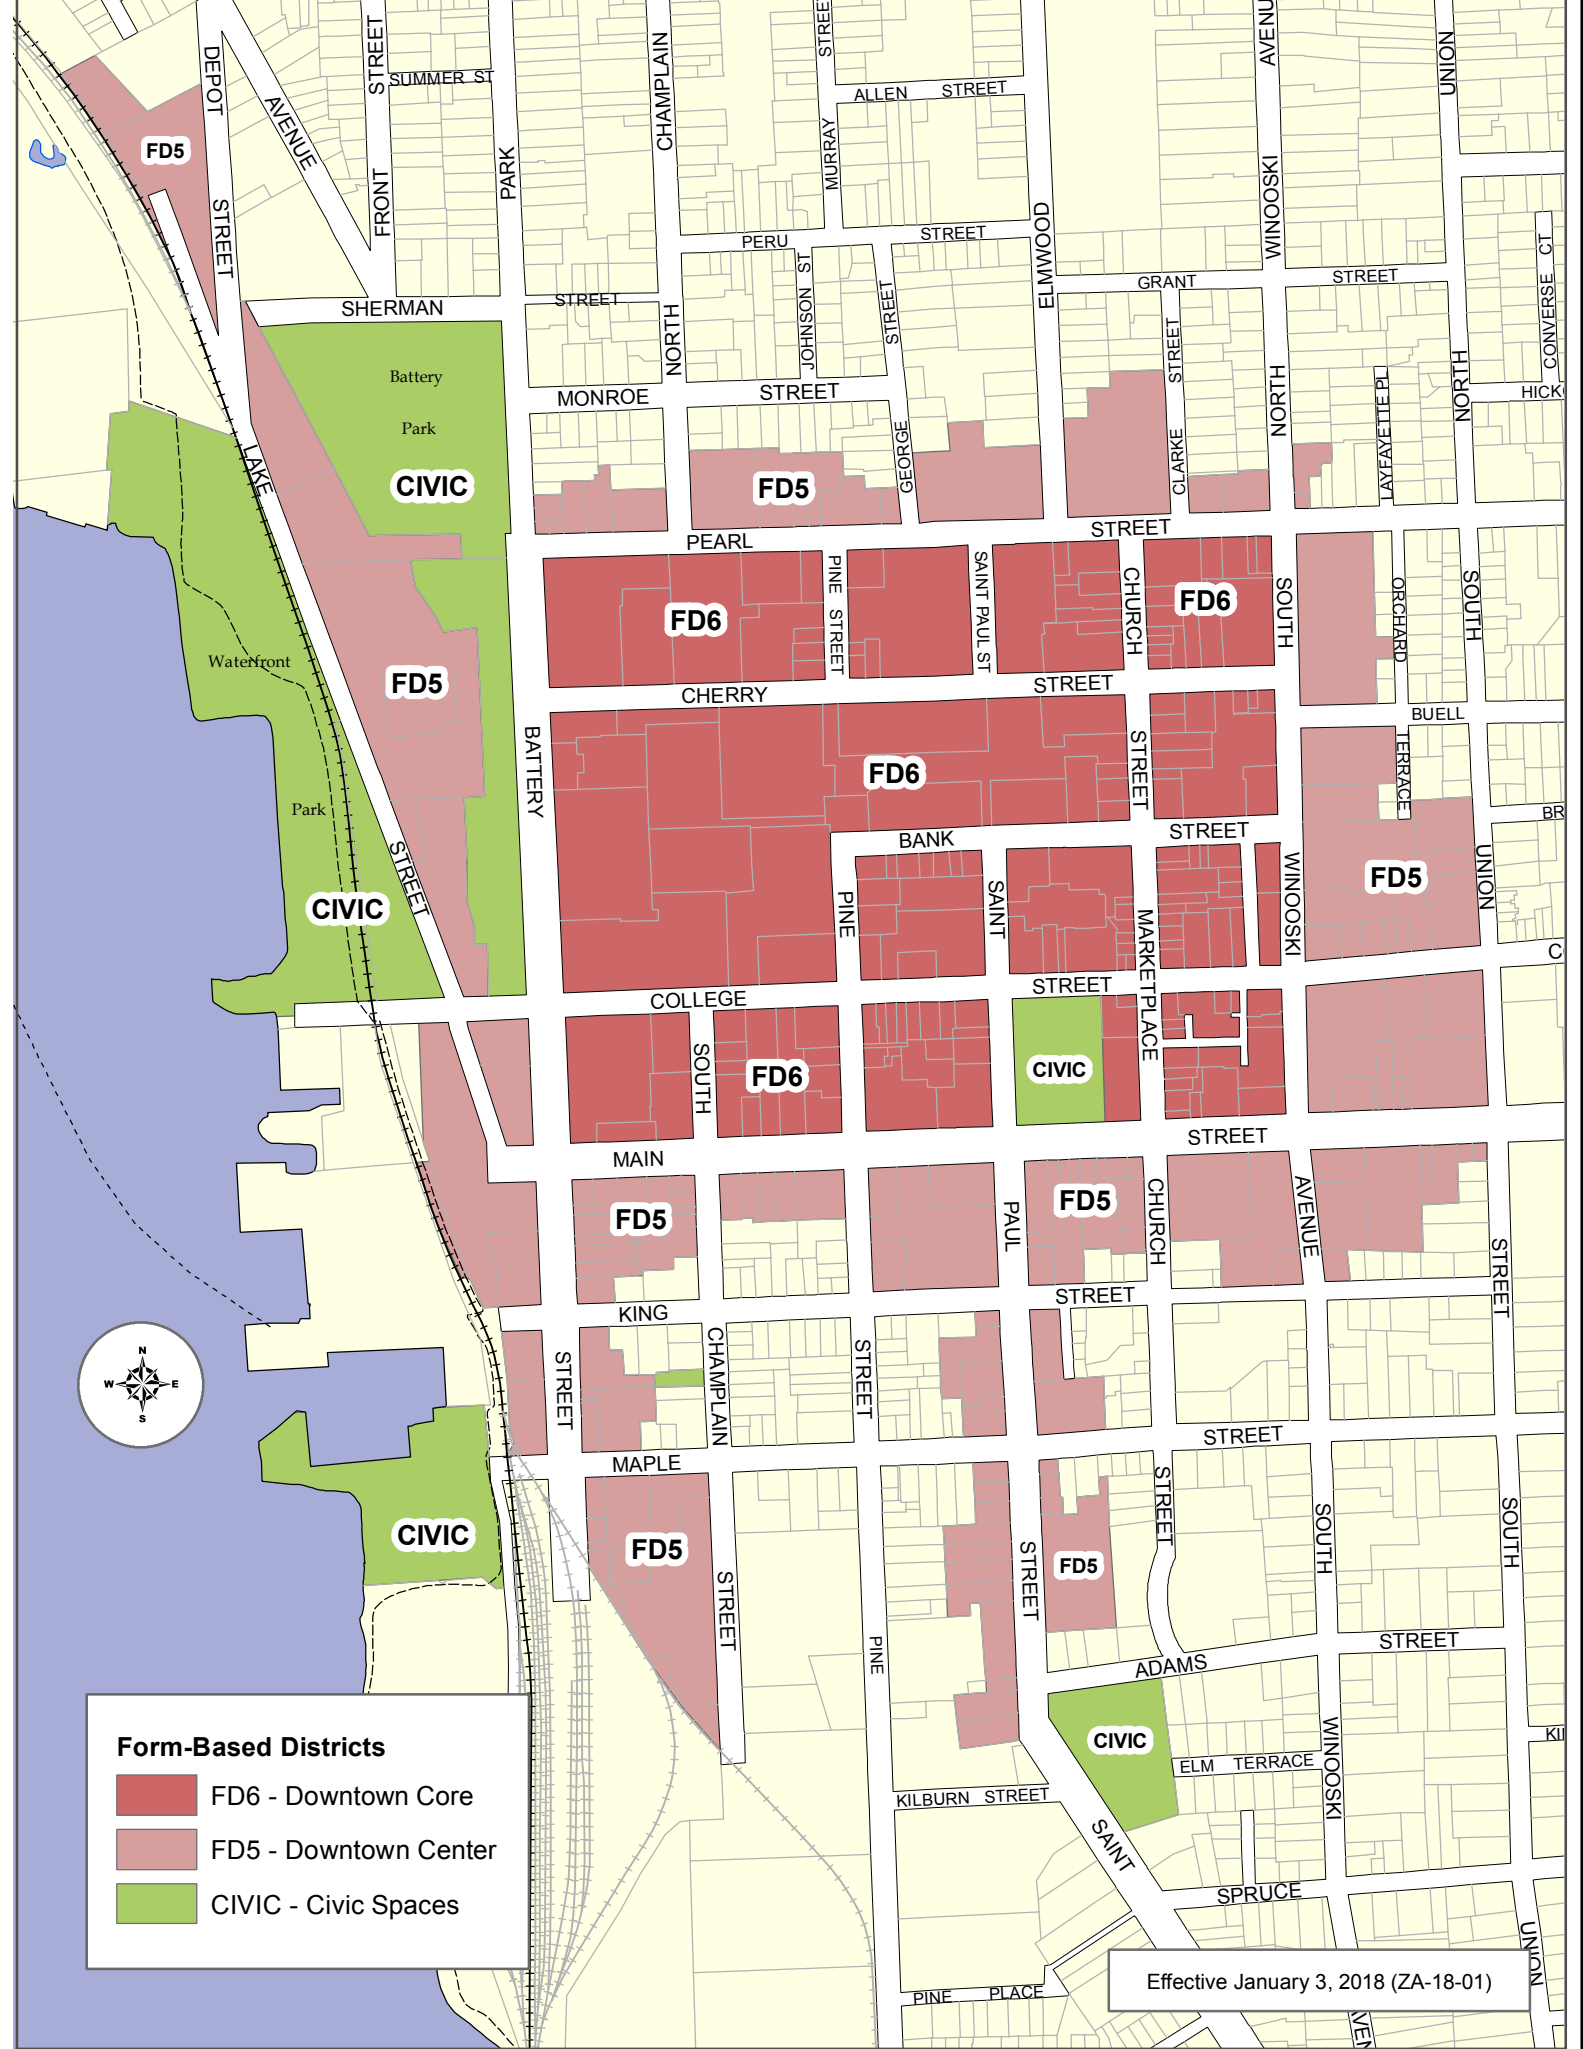 DEPOT
STREET
AVENUE
STREET
FRONT
SUMMER ST
PARK
CHAMPLAIN
NORTH
STREE
MURRAY
ALLEN STREET
ELMWOOD
AVENU
WINOOSKI
NORTH
UNION
NORTH
FD5
PERU STREET
JOHNSON ST
STREET
GEORGE
GRANT STREET
CLARKE STREET
CONVERSE CT
SHERMAN STREET
Battery
Park
CIVIC
MONROE STREET
LAYFAYETTE PL
HICK
LAKE
STREET
FD5
PEARL STREET
PINE STREET
SAINT PAUL ST
CHURCH
STREET
MARKETPLACE
SOUTH
WINOOSKI
AVENUE
ORCHARD
TERRACE
SOUTH
UNION
STREET
FD6
FD6
Waterfront
Park
CIVIC
FD5
CHERRY STREET
BATTERY
STREET
BUELL
FD6
BR
BANK STREET
PINE
STREET
SAINT
PAUL
STREET
FD5
C
COLLEGE STREET
SOUTH
CHAMPLAIN
STREET
FD6
CIVIC
MAIN STREET
CHURCH
STREET
FD5
FD5
KING STREET
N
W E
S
MAPLE STREET
CIVIC
FD5
FD5
SOUTH
WINOOSKI
SOUTH
PINE
ADAMS STREET
CIVIC
ELM TERRACE
KI
KILBURN STREET
SAINT
SPRUCE
UNION
AVEN
PINE PLACE
Form-Based Districts
FD6 - Downtown Core
FD5 - Downtown Center
CIVIC - Civic Spaces
Effective January 3, 2018 (ZA-18-01)